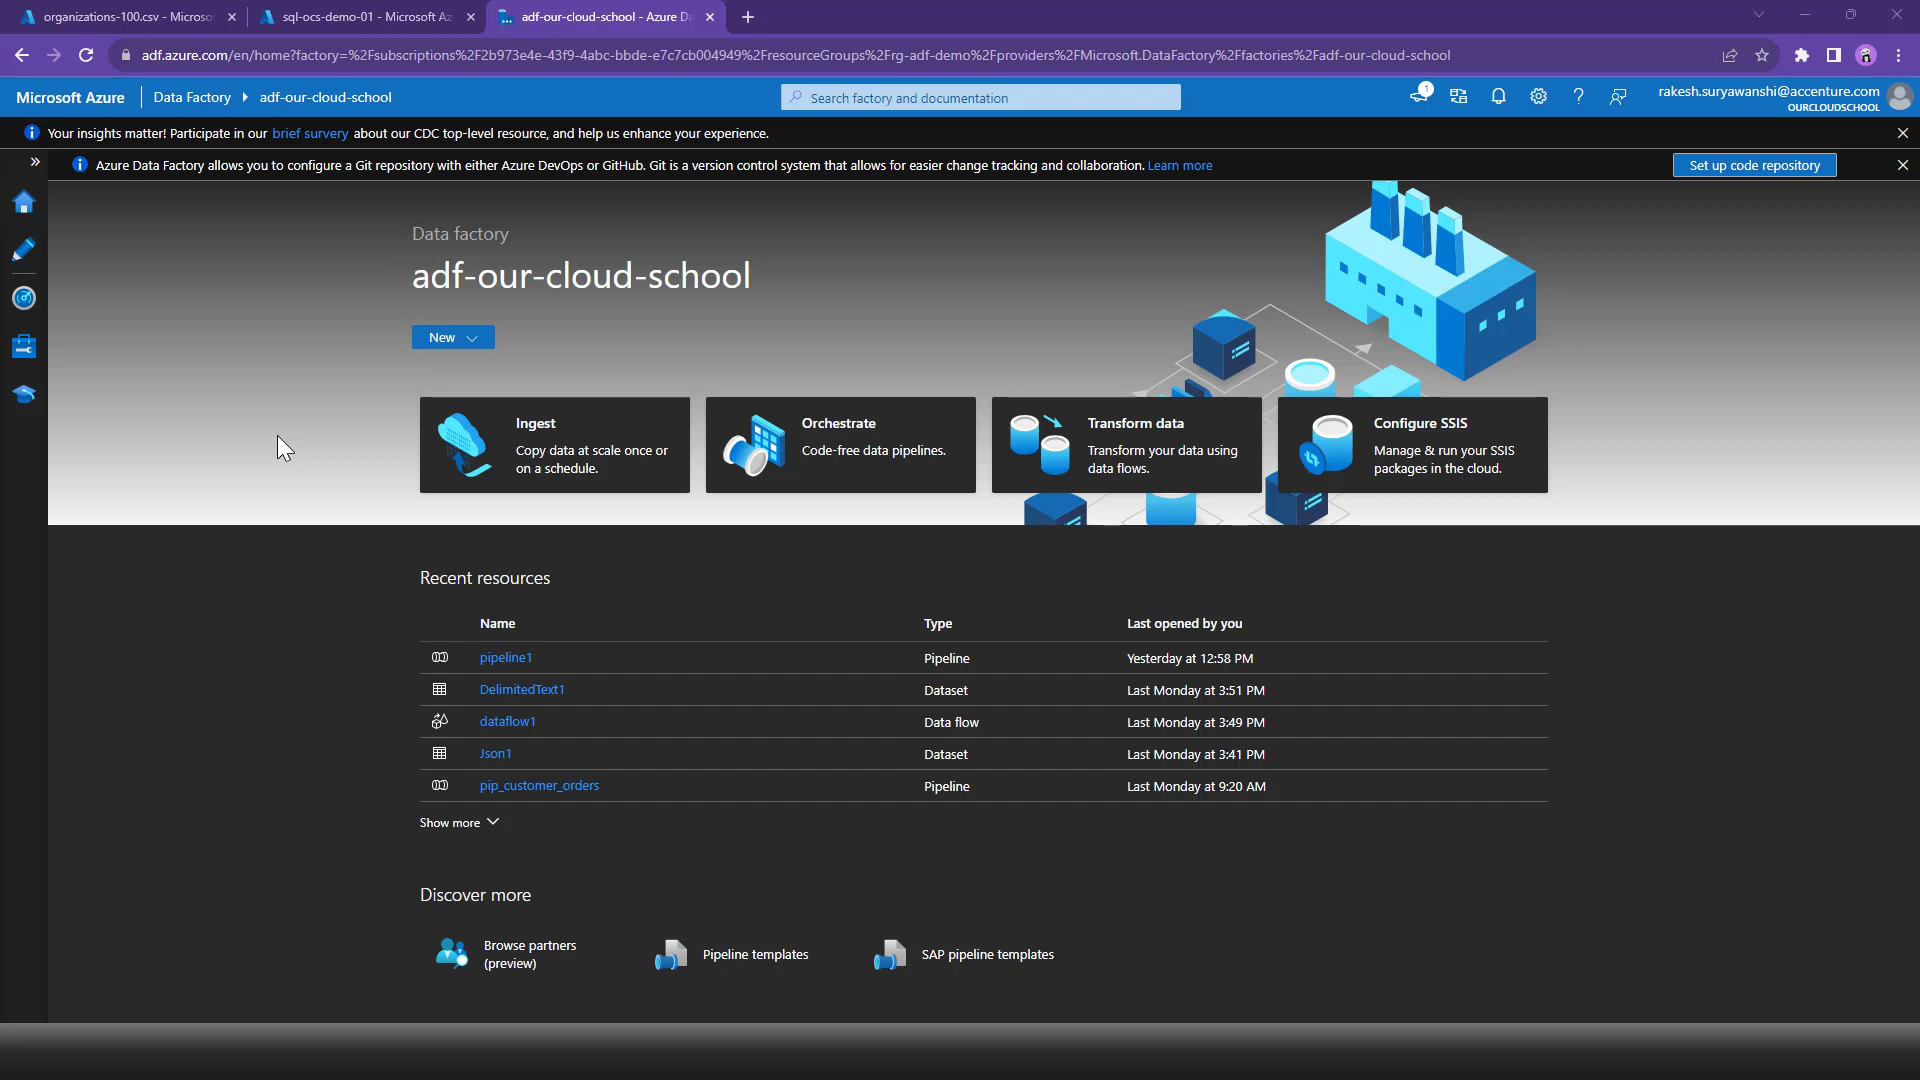 organizations-100.csv - Microso
sql-ocs-demo-01 - Microsoft Az
adf-our-cloud-school - Azure Da
adf.azure.com/en/home?factory=%2Fsubscriptions%2F2b973e4e-43f9-4abc-bbde-e7c7cb004949%2FresourceGroups%2Frg-adf-demo%2Fproviders%2FMicrosoft.DataFactory%2Ffactories%2Fadf-our-cloud-school
Microsoft Azure
Data Factory
adf-our-cloud-school
Search factory and documentation
1
rakesh.suryawanshi@accenture.com
OURCLOUDSCHOOL
Your insights matter! Participate in our brief survery about our CDC top-level resource, and help us enhance your experience.
Azure Data Factory allows you to configure a Git repository with either Azure DevOps or GitHub. Git is a version control system that allows for easier change tracking and collaboration. Learn more
Set up code repository
Data factory
adf-our-cloud-school
New
Ingest
Copy data at scale once or
on a schedule.
Orchestrate
Code-free data pipelines.
Transform data
Transform your data using
data flows.
Configure SSIS
Manage & run your SSIS
packages in the cloud.
Recent resources
Name Type Last opened by you
pipeline1 Pipeline Yesterday at 12:58 PM
DelimitedText1 Dataset Last Monday at 3:51 PM
dataflow1 Data flow Last Monday at 3:49 PM
Json1 Dataset Last Monday at 3:41 PM
pip_customer_orders Pipeline Last Monday at 9:20 AM
Show more
Discover more
Browse partners
(preview)
Pipeline templates
SAP pipeline templates